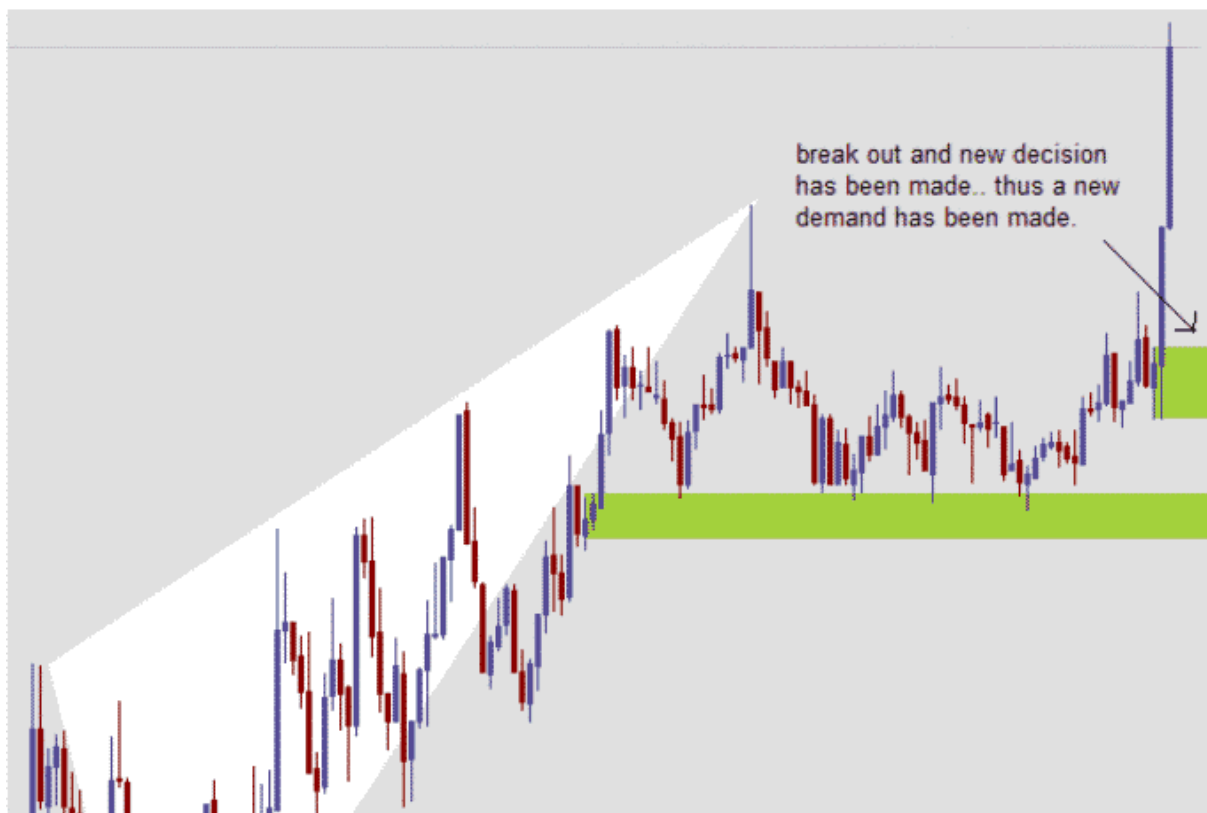 break out and new decision
has been made.. thus a new
demand has been made.